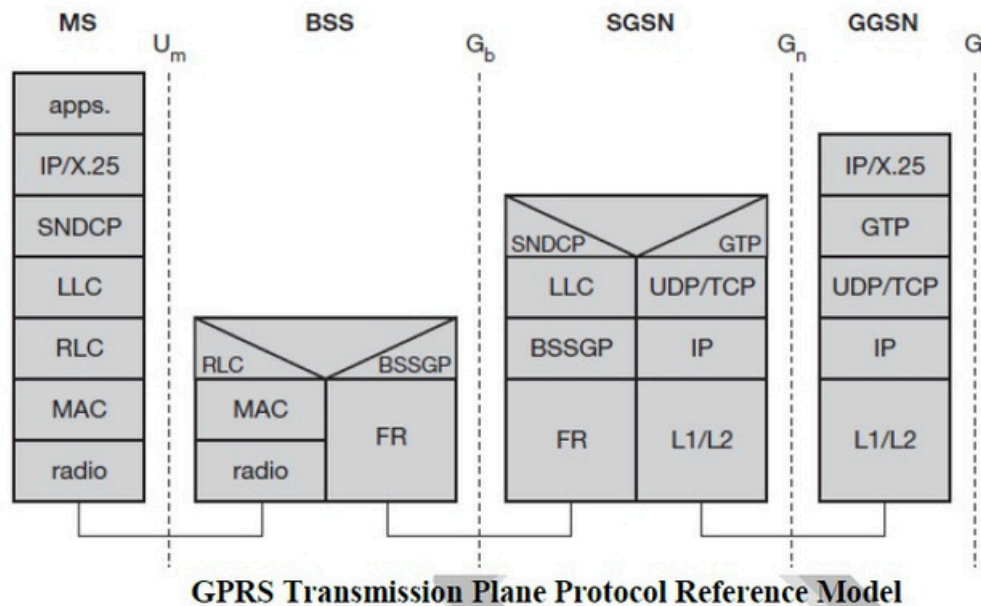 MS BSS SGSN GGSN
Um Gb Gn G
apps.
IP/X.25 IP/X.25
SNDCP SNDCP GTP GTP
LLC LLC UDP/TCP UDP/TCP
RLC RLC BSSGP BSSGP IP IP
MAC MAC FR FR L1/L2 L1/L2
radio radio
GPRS Transmission Plane Protocol Reference Model